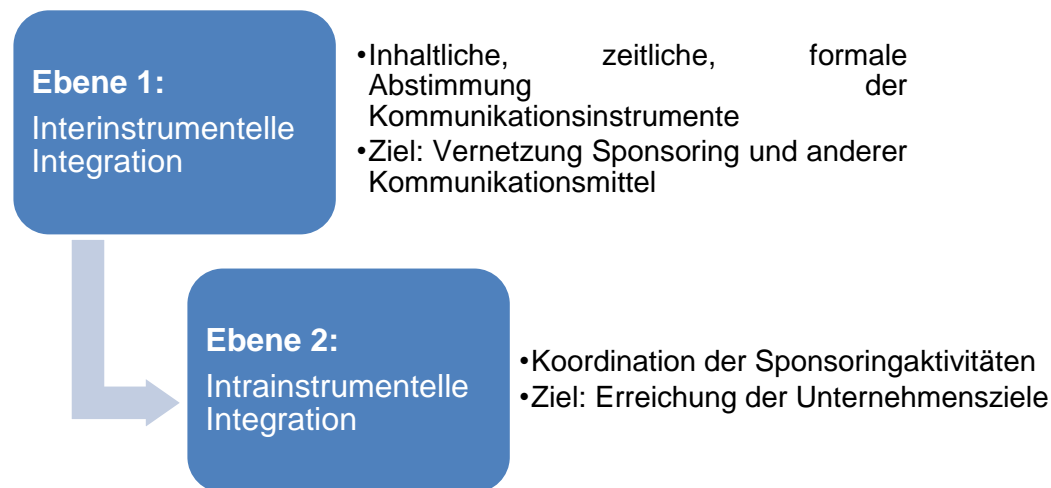 Ebene 1:
Interinstrumentelle
Integration
•Inhaltliche, zeitliche, formale
Abstimmung der
Kommunikationsinstrumente
•Ziel: Vernetzung Sponsoring und anderer
Kommunikationsmittel
Ebene 2:
Intrainstrumentelle
Integration
•Koordination der Sponsoringaktivitäten
•Ziel: Erreichung der Unternehmensziele